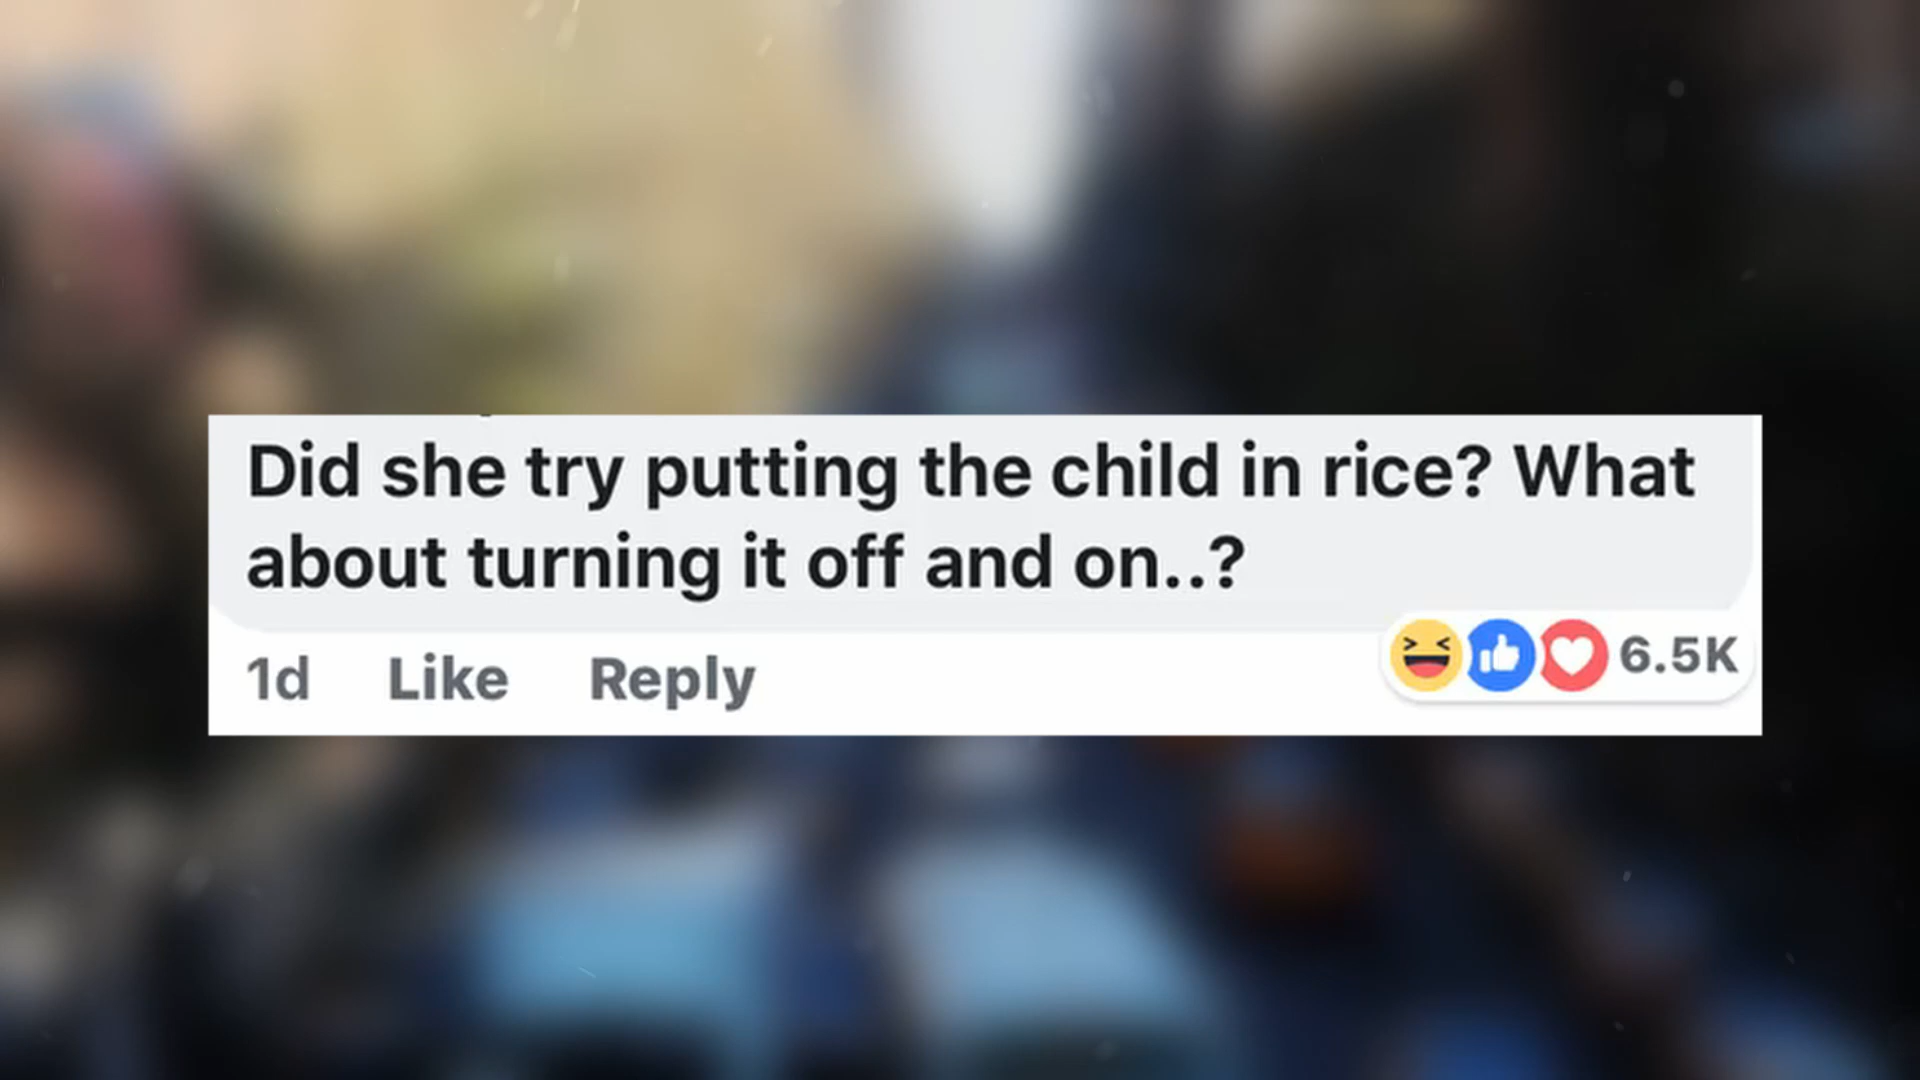 Did she try putting the child in rice? What
about turning it off and on..?
1d Like Reply 6.5K